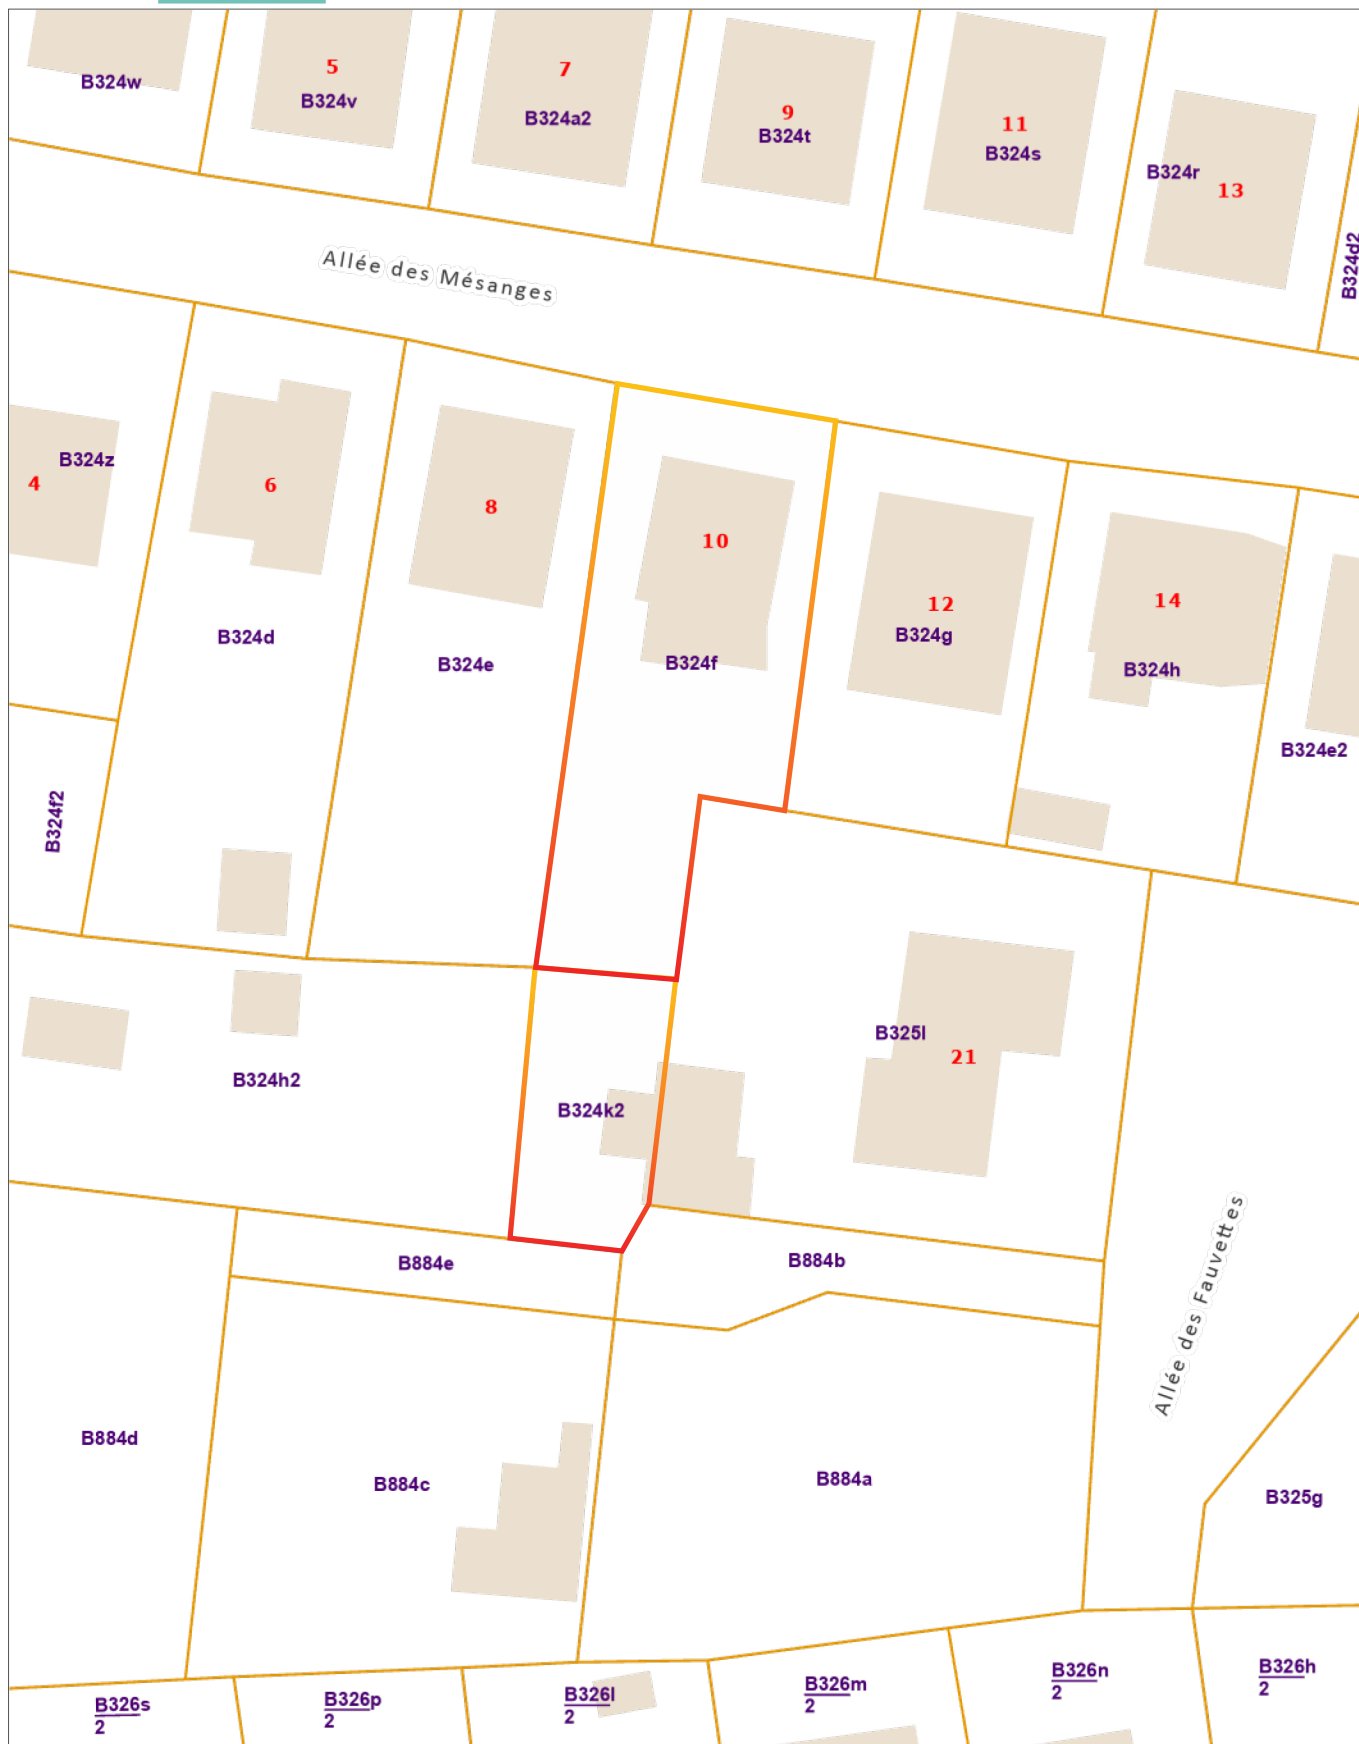 B324w
5
B324v
7
B324a2
9
B324t
11
B324s
B324r
13
B324d2
Allée des Mésanges
B324z
4
6
8
10
12
B324g
14
B324h
B324d
B324e
B324f
B324e2
B324f2
B325l
21
B324h2
B324k2
B884e
B884b
Allée des Fauvettes
B884d
B884c
B884a
B325g
B326s
2
B326p
2
B326l
2
B326m
2
B326n
2
B326h
2